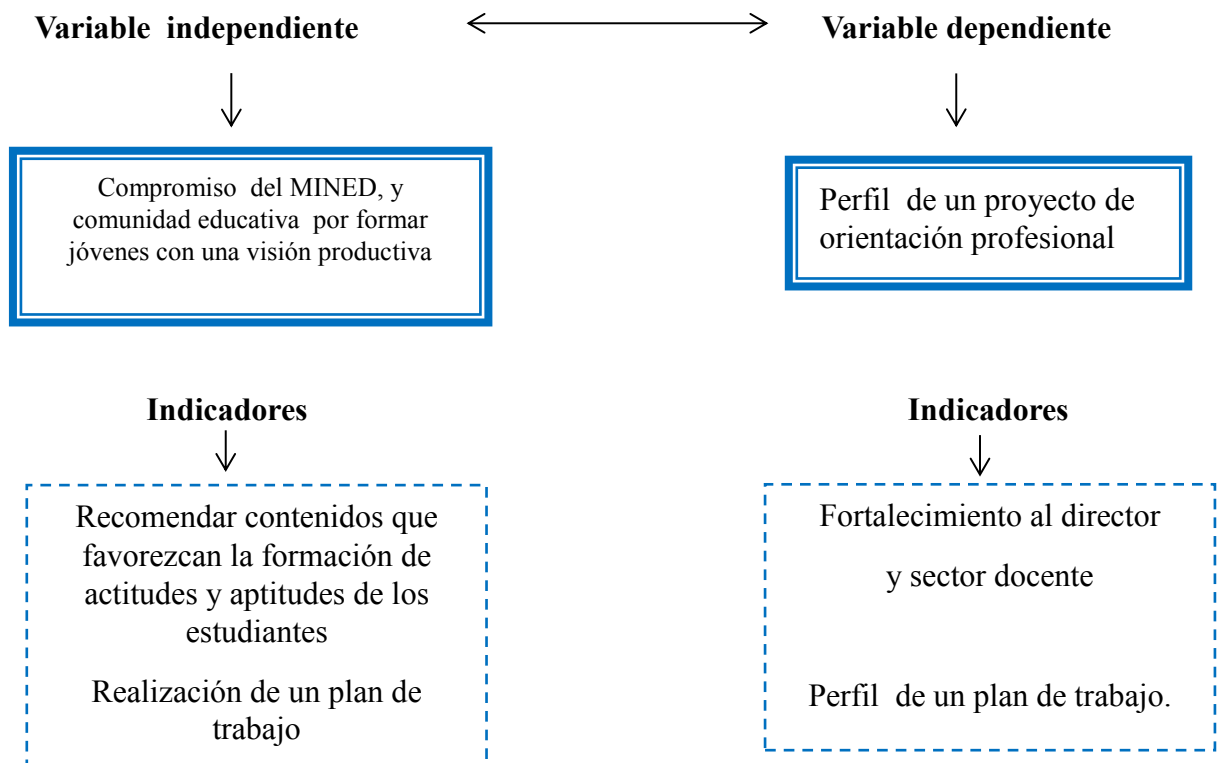 Variable independiente
Variable dependiente
Compromiso del MINED, y
comunidad educativa por formar
jóvenes con una visión productiva
Perfil de un proyecto de
orientación profesional
Indicadores
Indicadores
Recomendar contenidos que
favorezcan la formación de
actitudes y aptitudes de los
estudiantes
Realización de un plan de
trabajo
Fortalecimiento al director
y sector docente
Perfil de un plan de trabajo.